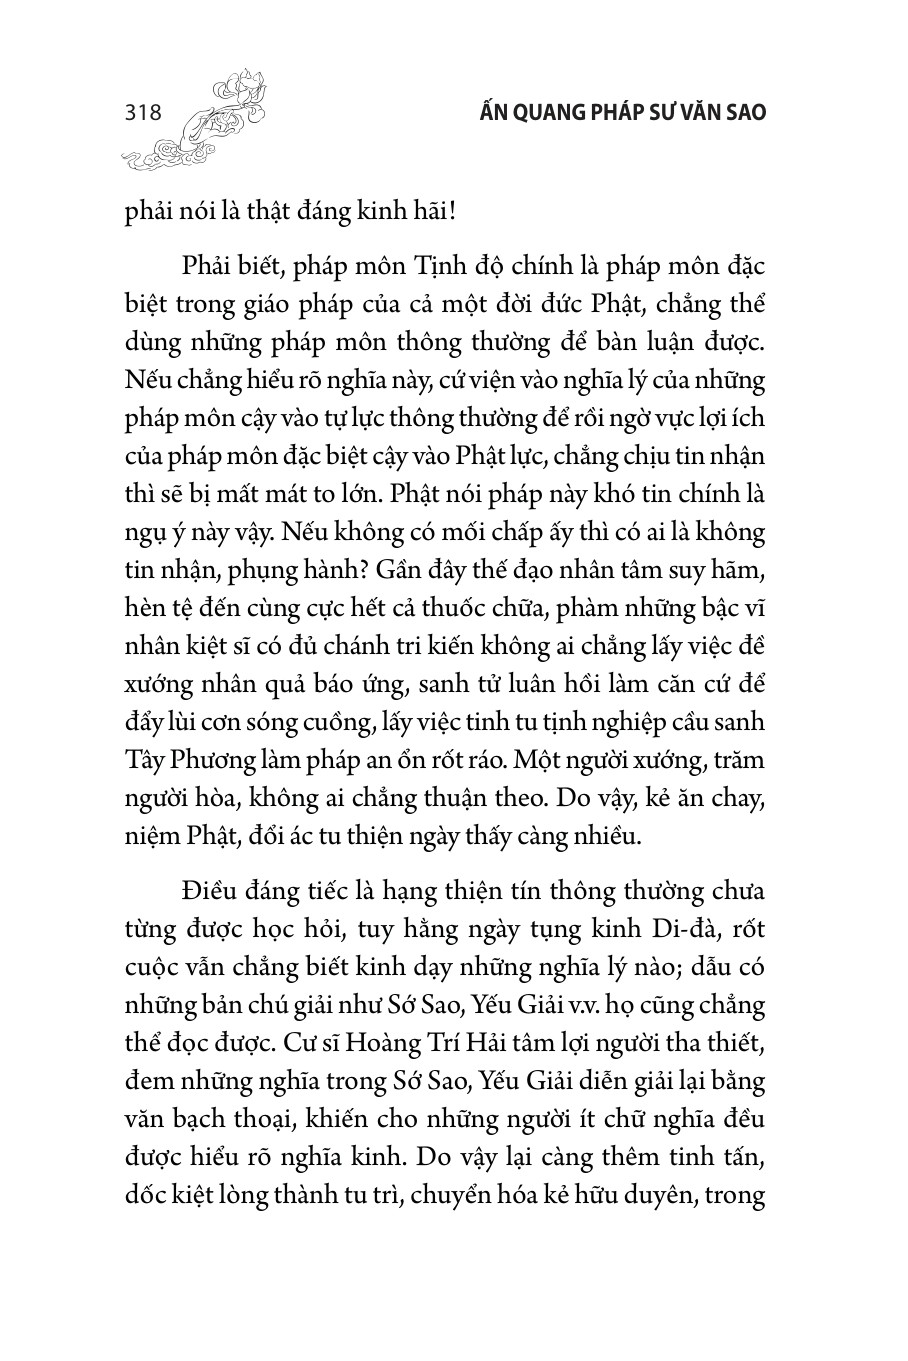 318
ẤN QUANG PHÁP SƯ VĂN SAO
phải nói là thật đáng kinh hãi!
Phải biết, pháp môn Tịnh độ chính là pháp môn đặc
biệt trong giáo pháp của cả một đời đức Phật, chẳng thể
dùng những pháp môn thông thường để bàn luận được.
Nếu chẳng hiểu rõ nghĩa này, cứ viện vào nghĩa lý của những
pháp môn cậy vào tự lực thông thường để rồi ngờ vực lợi ích
của pháp môn đặc biệt cậy vào Phật lực, chẳng chịu tin nhận
thì sẽ bị mất mát to lớn. Phật nói pháp này khó tin chính là
ngụ ý này vậy. Nếu không có mối chấp ấy thì có ai là không
tin nhận, phụng hành? Gần đây thế đạo nhân tâm suy hãm,
hèn tệ đến cùng cực hết cả thuốc chữa, phàm những bậc vĩ
nhân kiệt sĩ có đủ chánh tri kiến không ai chẳng lấy việc đề
xướng nhân quả báo ứng, sanh tử luân hồi làm căn cứ để
đẩy lùi cơn sóng cuồng, lấy việc tinh tu tịnh nghiệp cầu sanh
Tây Phương làm pháp an ổn rốt ráo. Một người xướng, trăm
người hòa, không ai chẳng thuận theo. Do vậy, kẻ ăn chay,
niệm Phật, đổi ác tu thiện ngày thấy càng nhiều.
Điều đáng tiếc là hạng thiện tín thông thường chưa
từng được học hỏi, tuy hằng ngày tụng kinh Di-đà, rốt
cuộc vẫn chẳng biết kinh dạy những nghĩa lý nào; dẫu có
những bản chú giải như Sớ Sao, Yếu Giải v.v. họ cũng chẳng
thể đọc được. Cư sĩ Hoàng Trí Hải tâm lợi người tha thiết,
đem những nghĩa trong Sớ Sao, Yếu Giải diễn giải lại bằng
văn bạch thoại, khiến cho những người ít chữ nghĩa đều
được hiểu rõ nghĩa kinh. Do vậy lại càng thêm tinh tấn,
dốc kiệt lòng thành tu trì, chuyển hóa kẻ hữu duyên, trong